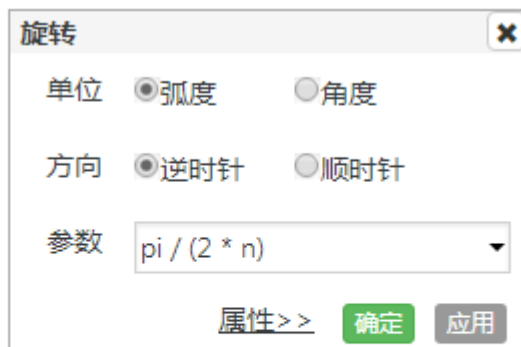 旋转
单位 弧度 角度
方向 逆时针 顺时针
参数 pi / (2 * n)
属性>> 确定 应用